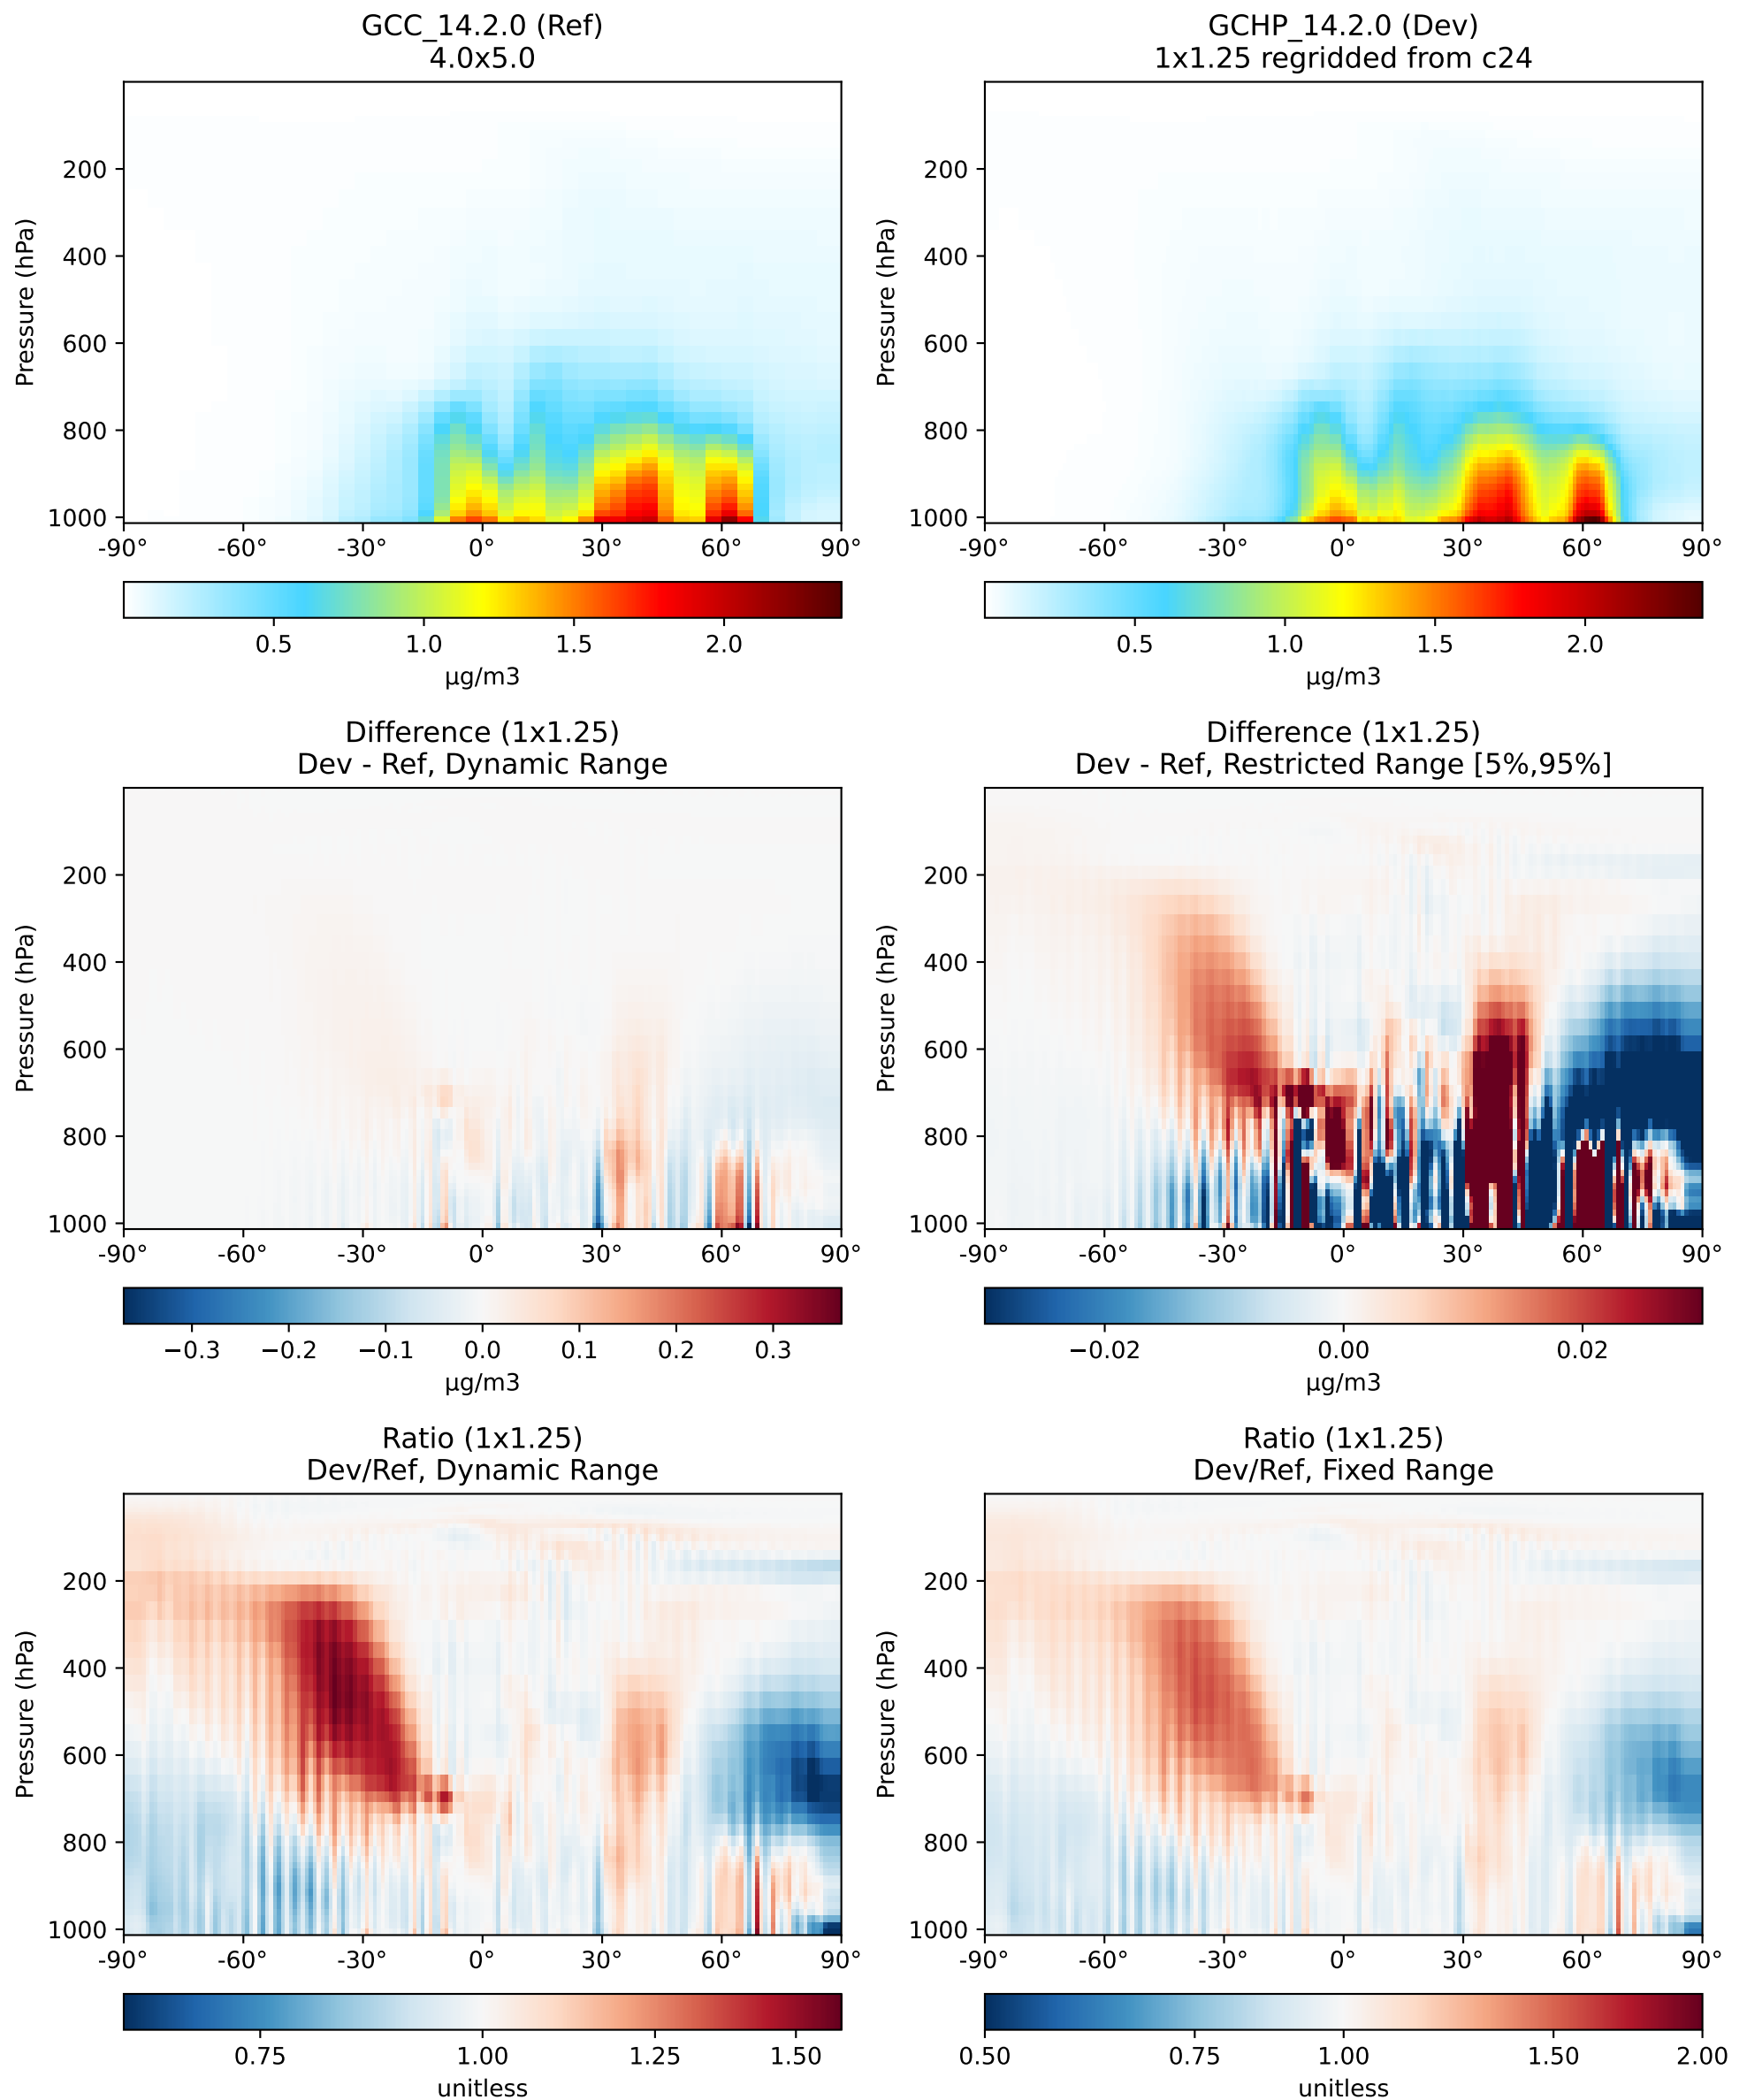 GCC_14.2.0 (Ref)
4.0x5.0
Pressure (hPa)
200
400
600
800
1000
-90° -60° -30° 0° 30° 60° 90°
0.5 1.0 1.5 2.0
µg/m3
GCHP_14.2.0 (Dev)
1x1.25 regridded from c24
Pressure (hPa)
200
400
600
800
1000
-90° -60° -30° 0° 30° 60° 90°
0.5 1.0 1.5 2.0
µg/m3
Difference (1x1.25)
Dev - Ref, Dynamic Range
Pressure (hPa)
200
400
600
800
1000
-90° -60° -30° 0° 30° 60° 90°
−0.3 −0.2 −0.1 0.0 0.1 0.2 0.3
µg/m3
Difference (1x1.25)
Dev - Ref, Restricted Range [5%,95%]
Pressure (hPa)
200
400
600
800
1000
-90° -60° -30° 0° 30° 60° 90°
−0.02 0.00 0.02
µg/m3
Ratio (1x1.25)
Dev/Ref, Dynamic Range
Pressure (hPa)
200
400
600
800
1000
-90° -60° -30° 0° 30° 60° 90°
0.75 1.00 1.25 1.50
unitless
Ratio (1x1.25)
Dev/Ref, Fixed Range
Pressure (hPa)
200
400
600
800
1000
-90° -60° -30° 0° 30° 60° 90°
0.50 0.75 1.00 1.50 2.00
unitless